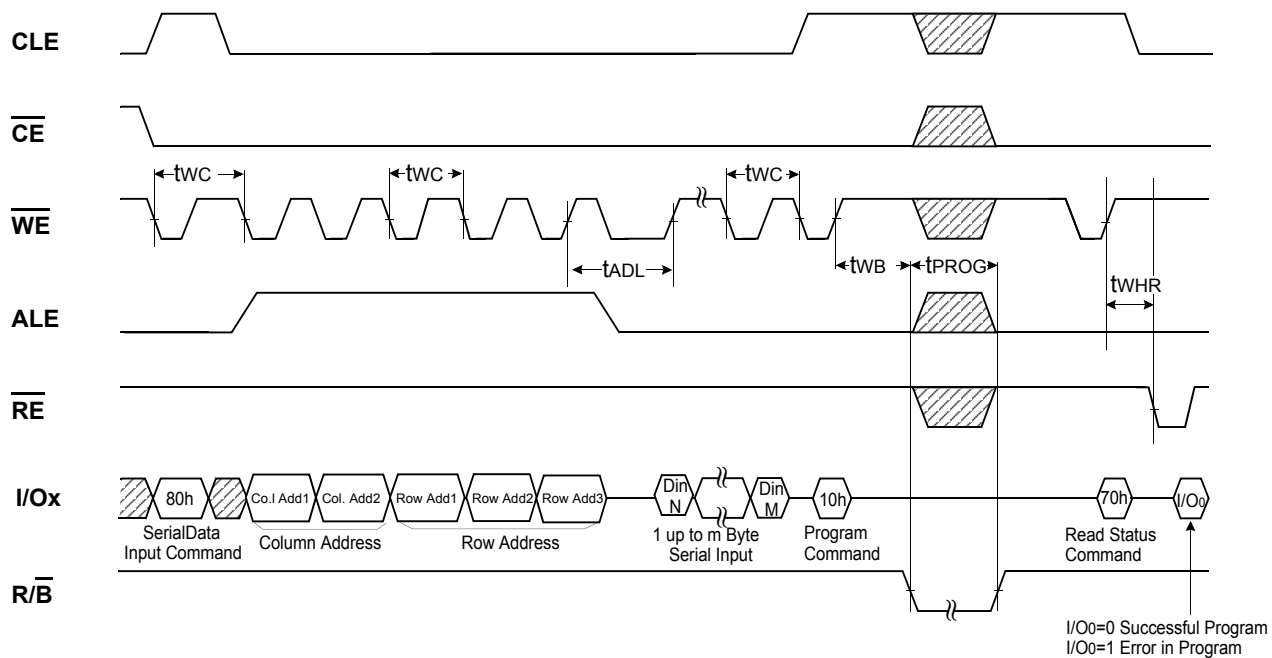 CLE
CE
tWC
tWC
tWC
WE
tADL
tWB
tPROG
tWHR
ALE
RE
I/Ox
80h
Co.l Add1
Col. Add2
Row Add1
Row Add2
Row Add3
Din
N
Din
M
10h
70h
I/O0
SerialData
Input Command
Column Address
Row Address
1 up to m Byte
Serial Input
Program
Command
Read Status
Command
R/B
I/O0=0 Successful Program
I/O0=1 Error in Program